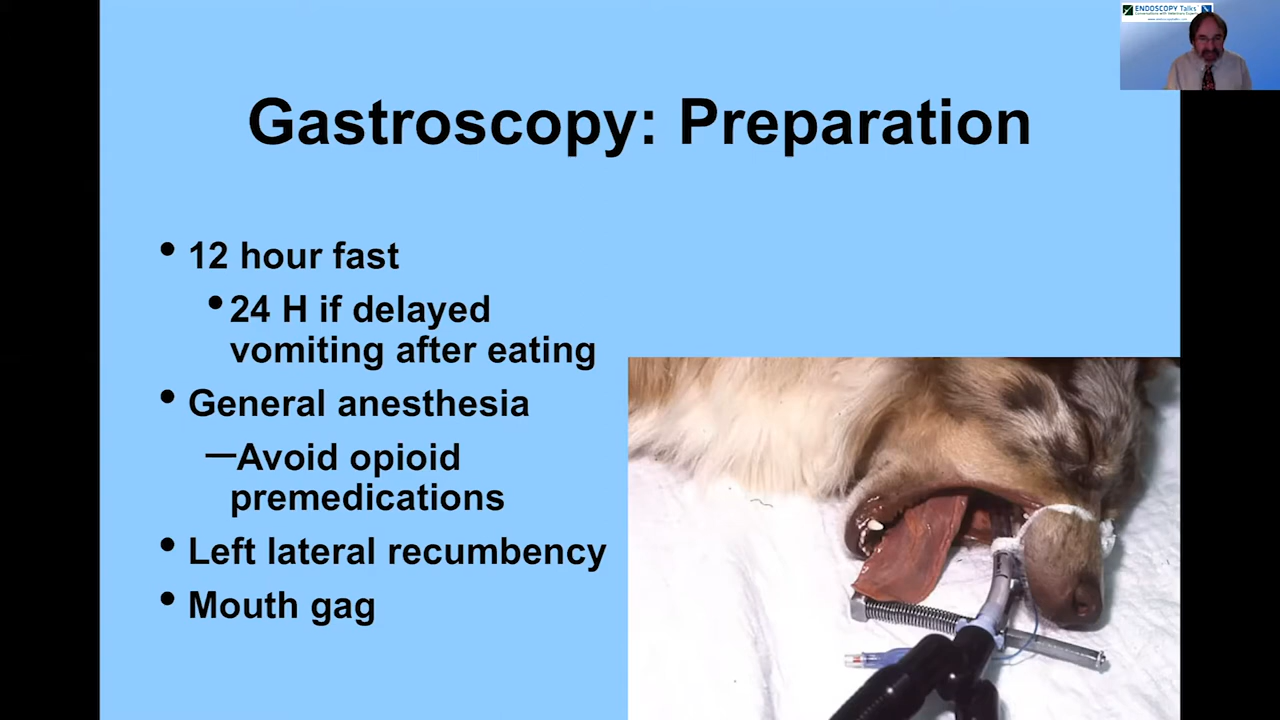 ENDOSCOPY Talks
Gastroscopy: Preparation
• 12 hour fast
• 24 H if delayed
vomiting after eating
• General anesthesia
—Avoid opioid
premedications
• Left lateral recumbency
• Mouth gag